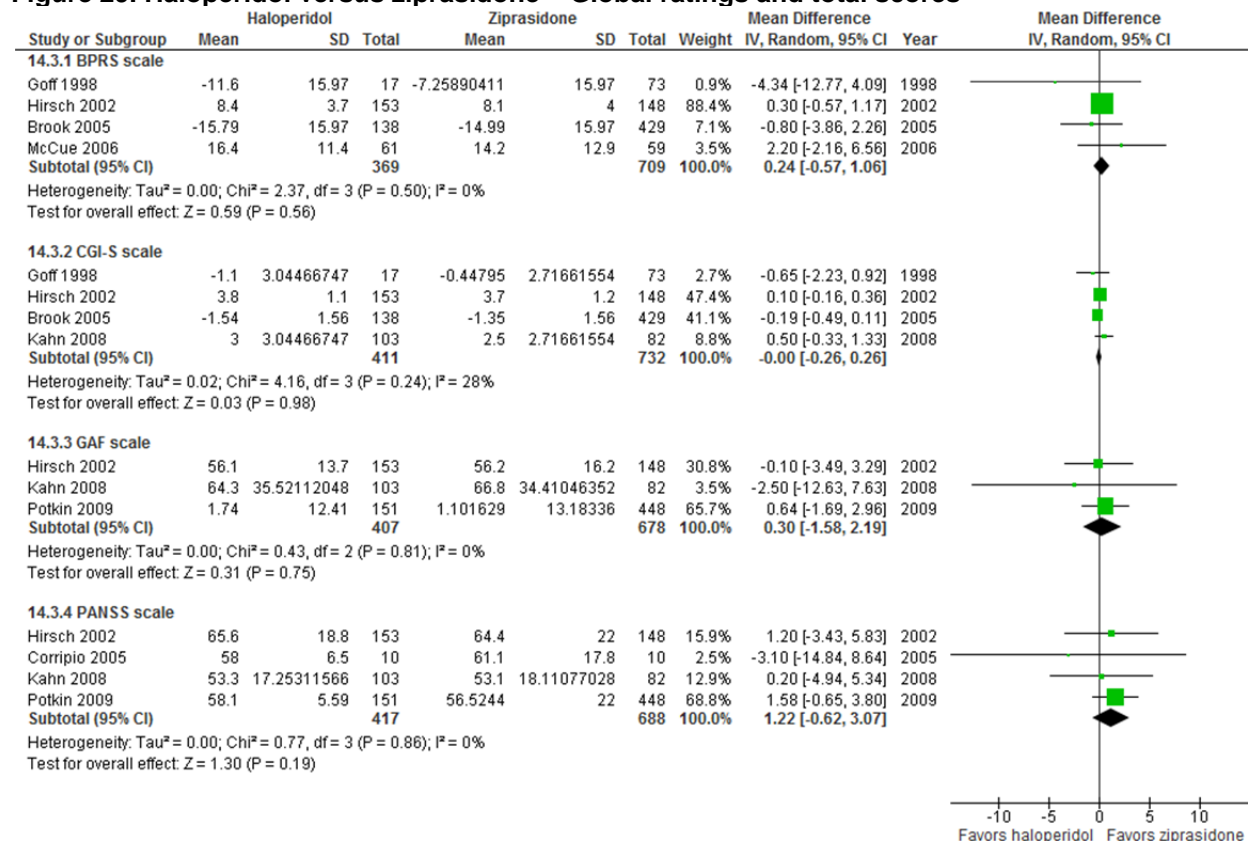 Figure 20. Haloperidol versus ziprasidone – Global ratings and total scores
Haloperidol Ziprasidone Mean Difference Mean Difference
Study or Subgroup Mean SD Total Mean SD Total Weight IV, Random, 95% CI Year IV, Random, 95% CI
14.3.1 BPRS scale
Goff 1998 -11.6 15.97 17 -7.25890411 15.97 73 0.9% -4.34 [-12.77, 4.09] 1998
Hirsch 2002 8.4 3.7 153 8.1 4 148 88.4% 0.30 [-0.57, 1.17] 2002
Brook 2005 -15.79 15.97 138 -14.99 15.97 429 7.1% -0.80 [-3.86, 2.26] 2005
McCue 2006 16.4 11.4 61 14.2 12.9 59 3.5% 2.20 [-2.16, 6.56] 2006
Subtotal (95% CI) 369 709 100.0% 0.24 [-0.57, 1.06]
Heterogeneity: Tau² = 0.00; Chi² = 2.37, df = 3 (P = 0.50); I² = 0%
Test for overall effect: Z = 0.59 (P = 0.56)
14.3.2 CGI-S scale
Goff 1998 -1.1 3.04466747 17 -0.44795 2.71661554 73 2.7% -0.65 [-2.23, 0.92] 1998
Hirsch 2002 3.8 1.1 153 3.7 1.2 148 47.4% 0.10 [-0.16, 0.36] 2002
Brook 2005 -1.54 1.56 138 -1.35 1.56 429 41.1% -0.19 [-0.49, 0.11] 2005
Kahn 2008 3 3.04466747 103 2.5 2.71661554 82 8.8% 0.50 [-0.33, 1.33] 2008
Subtotal (95% CI) 411 732 100.0% -0.00 [-0.26, 0.26]
Heterogeneity: Tau² = 0.02; Chi² = 4.16, df = 3 (P = 0.24); I² = 28%
Test for overall effect: Z = 0.03 (P = 0.98)
14.3.3 GAF scale
Hirsch 2002 56.1 13.7 153 56.2 16.2 148 30.8% -0.10 [-3.49, 3.29] 2002
Kahn 2008 64.3 35.52112048 103 66.8 34.41046352 82 3.5% -2.50 [-12.63, 7.63] 2008
Potkin 2009 1.74 12.41 151 1.101629 13.18336 448 65.7% 0.64 [-1.69, 2.96] 2009
Subtotal (95% CI) 407 678 100.0% 0.30 [-1.58, 2.19]
Heterogeneity: Tau² = 0.00; Chi² = 0.43, df = 2 (P = 0.81); I² = 0%
Test for overall effect: Z = 0.31 (P = 0.75)
14.3.4 PANSS scale
Hirsch 2002 65.6 18.8 153 64.4 22 148 15.9% 1.20 [-3.43, 5.83] 2002
Corripio 2005 58 6.5 10 61.1 17.8 10 2.5% -3.10 [-14.84, 8.64] 2005
Kahn 2008 53.3 17.25311566 103 53.1 18.11077028 82 12.9% 0.20 [-4.94, 5.34] 2008
Potkin 2009 58.1 5.59 151 56.5244 22 448 68.8% 1.58 [-0.65, 3.80] 2009
Subtotal (95% CI) 417 688 100.0% 1.22 [-0.62, 3.07]
Heterogeneity: Tau² = 0.00; Chi² = 0.77, df = 3 (P = 0.86); I² = 0%
Test for overall effect: Z = 1.30 (P = 0.19)
-10 -5 0 5 10
Favors haloperidol Favors ziprasidone